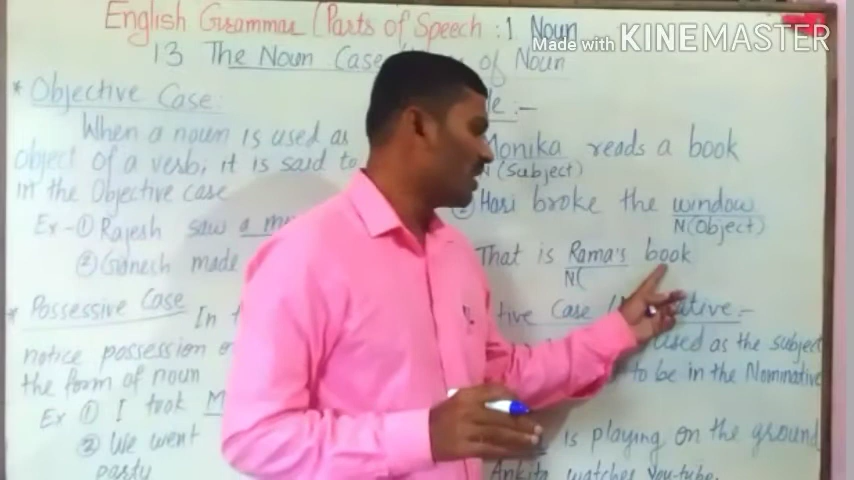 English Grammar (Parts of Speech : 1 Noun
Made with KINEMASTER
13 The Noun Case of Noun
* Objective Case:
When a noun is used as
object of a verb, it is said to
in the Objective case
Ex - ① Rajesh saw a
② Ganech made
* Possessive Case
In
notice possession
the form of noun
Ex ① I took
② We went
party
:-
Monika reads a book
N (Subject)
② Hari broke the window
N (Object)
That is Rama's book
N (
Case
:-
used as the subject
to be in the Nominative
is playing on the ground
Ankita watches You-tube.